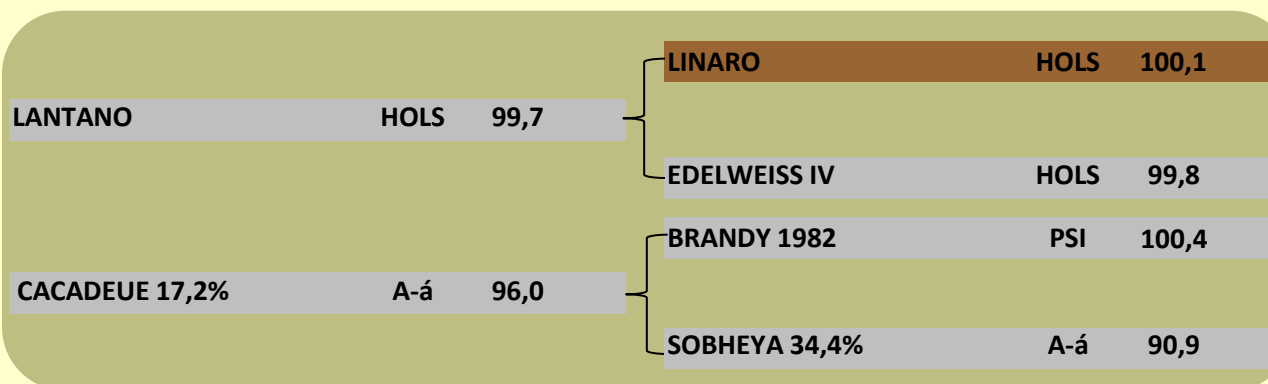 LINARO HOLS 100,1
LANTANO HOLS 99,7
EDELWEISS IV HOLS 99,8
BRANDY 1982 PSI 100,4
CACADEUE 17,2% A-á 96,0
SOBHEYA 34,4% A-á 90,9